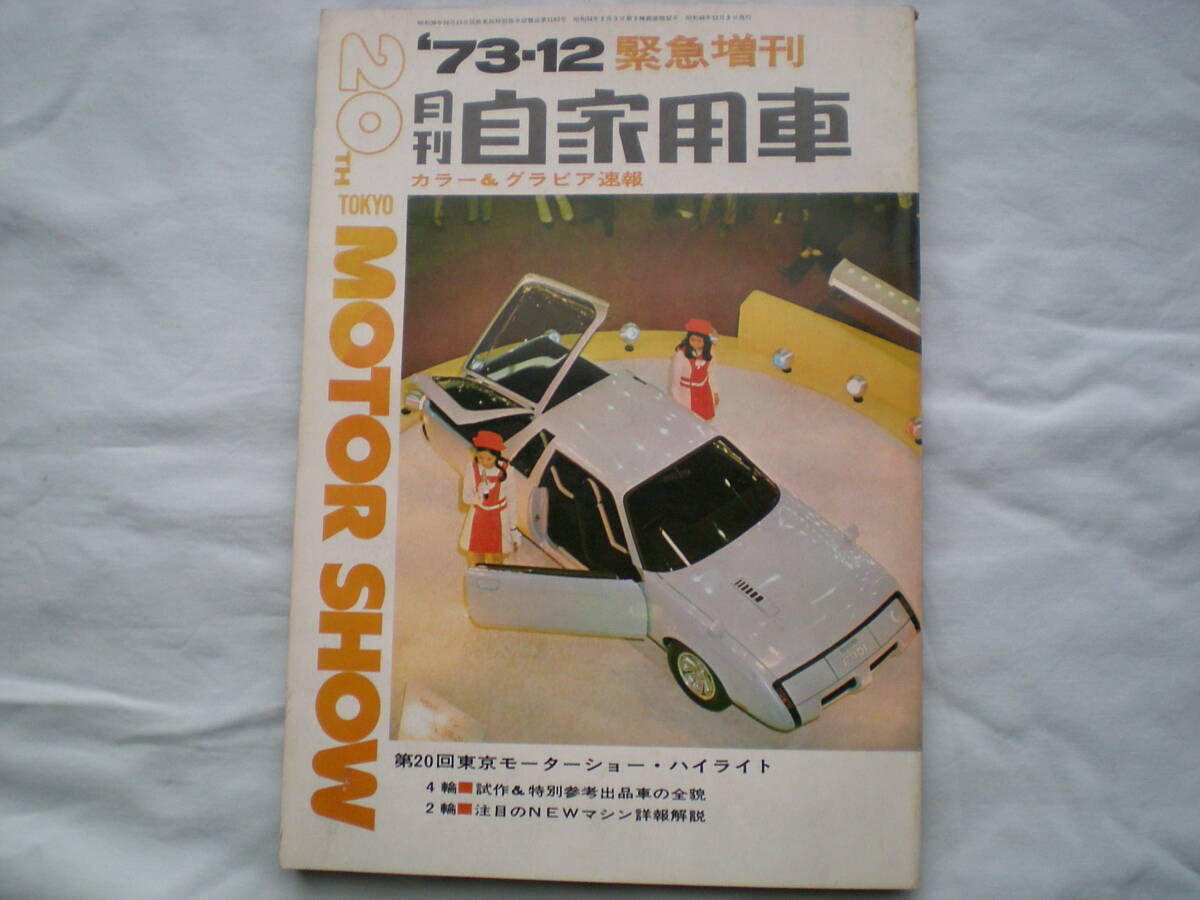 '73-12 緊急増刊
月刊 自家用車
カラー&グラビア速報
20TH TOKYO MOTOR SHOW
第20回東京モーターショー・ハイライト
4輪■試作&特別参考出品車の全貌
2輪■注目のNEWマシン詳報解説